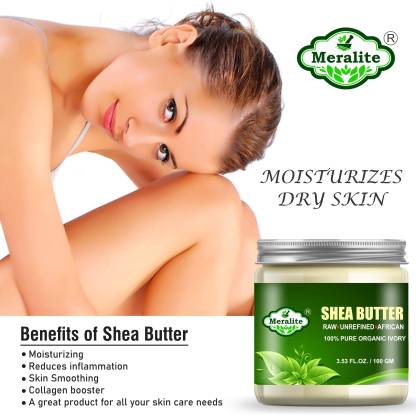 Meralite ®
MOISTURIZES
DRY SKIN
Meralite
SHEA BUTTER
RAW•UNREFINED•AFRICAN
100% PURE ORGANIC IVORY
3.53 FL.OZ. / 100 GM
Benefits of Shea Butter
• Moisturizing
• Reduces inflammation
• Skin Smoothing
• Collagen booster
• A great product for all your skin care needs